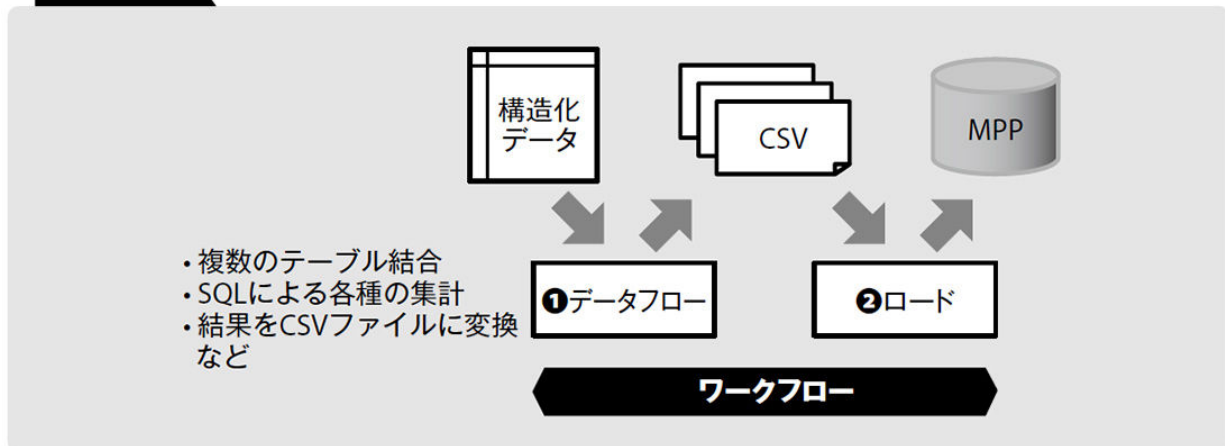 構造化
データ
CSV
MPP
・複数のテーブル結合
・SQLによる各種の集計
・結果をCSVファイルに変換
など
❶データフロー
❷ロード
ワークフロー